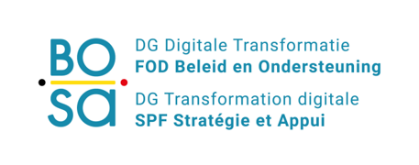 BO
sa
DG Digitale Transformatie
FOD Beleid en Ondersteuning
DG Transformation digitale
SPF Stratégie et Appui